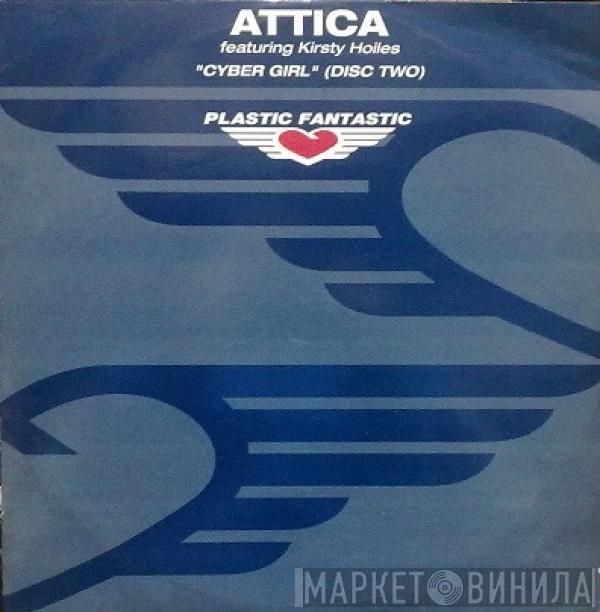 ATTICA
featuring Kirsty Hoiles
"CYBER GIRL" (DISC TWO)
PLASTIC FANTASTIC
МАРКЕТ ВИНИЛА